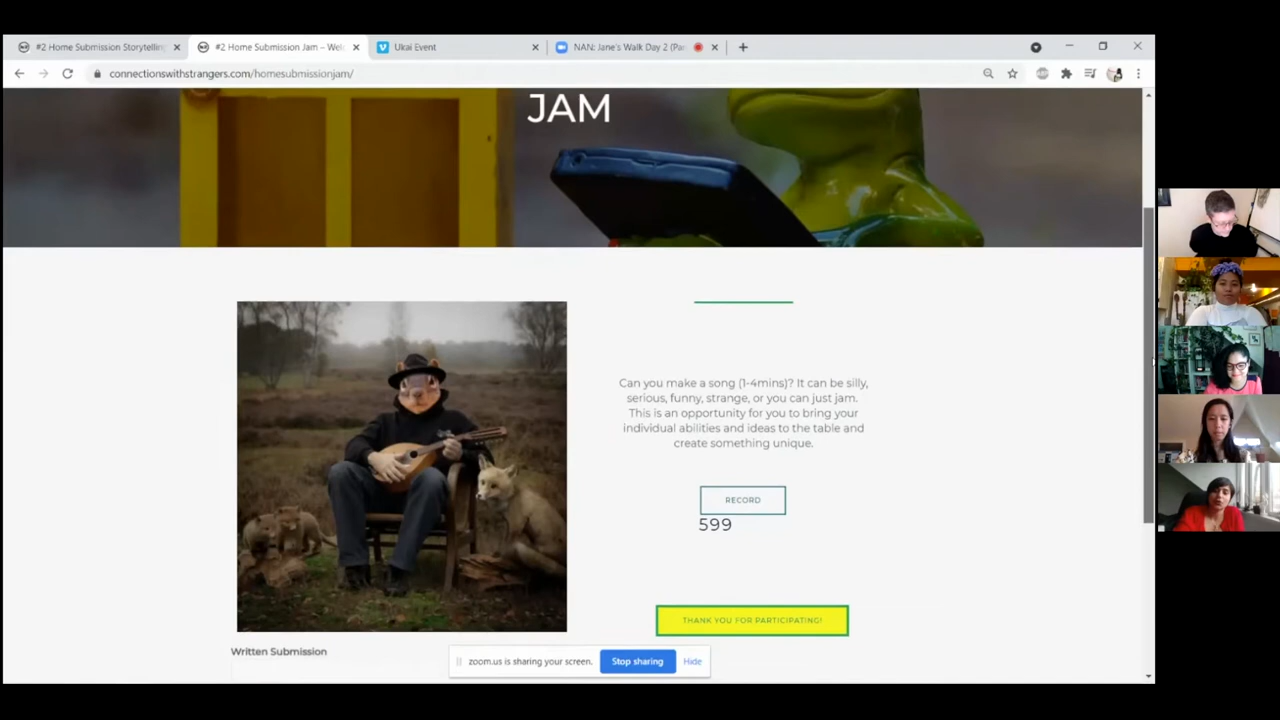 #2 Home Submission Storytelling
#2 Home Submission Jam – Welc
Ukai Event
NAN: Jane's Walk Day 2 (Par
connectionswithstrangers.com/homesubmissionjam/
JAM
Can you make a song (1-4mins)? It can be silly,
serious, funny, strange, or you can just jam.
This is an opportunity for you to bring your
individual abilities and ideas to the table and
create something unique.
RECORD
599
THANK YOU FOR PARTICIPATING!
Written Submission
zoom.us is sharing your screen.
Stop sharing
Hide